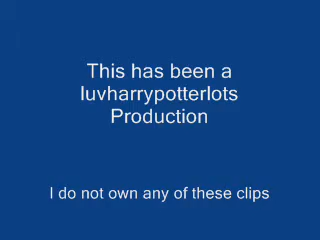 This has been a
luvharrypotterlots
Production
I do not own any of these clips